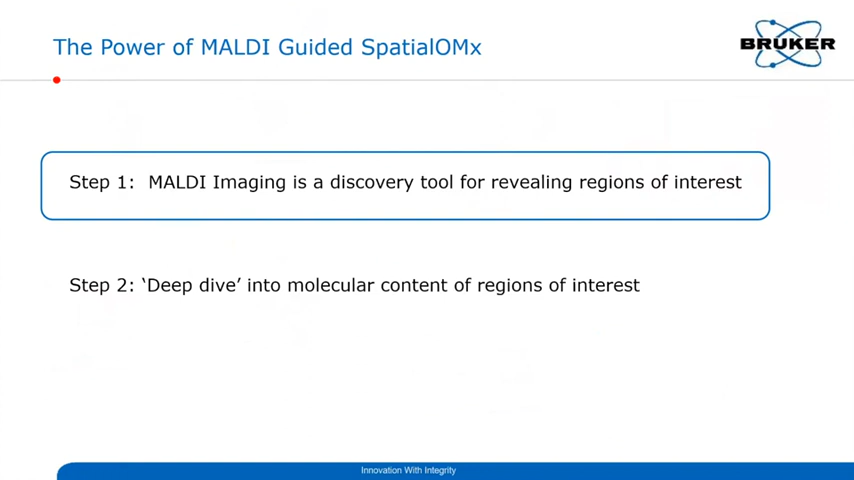 The Power of MALDI Guided SpatialOMx
BRUKER
Step 1: MALDI Imaging is a discovery tool for revealing regions of interest
Step 2: ‘Deep dive’ into molecular content of regions of interest
Innovation With Integrity